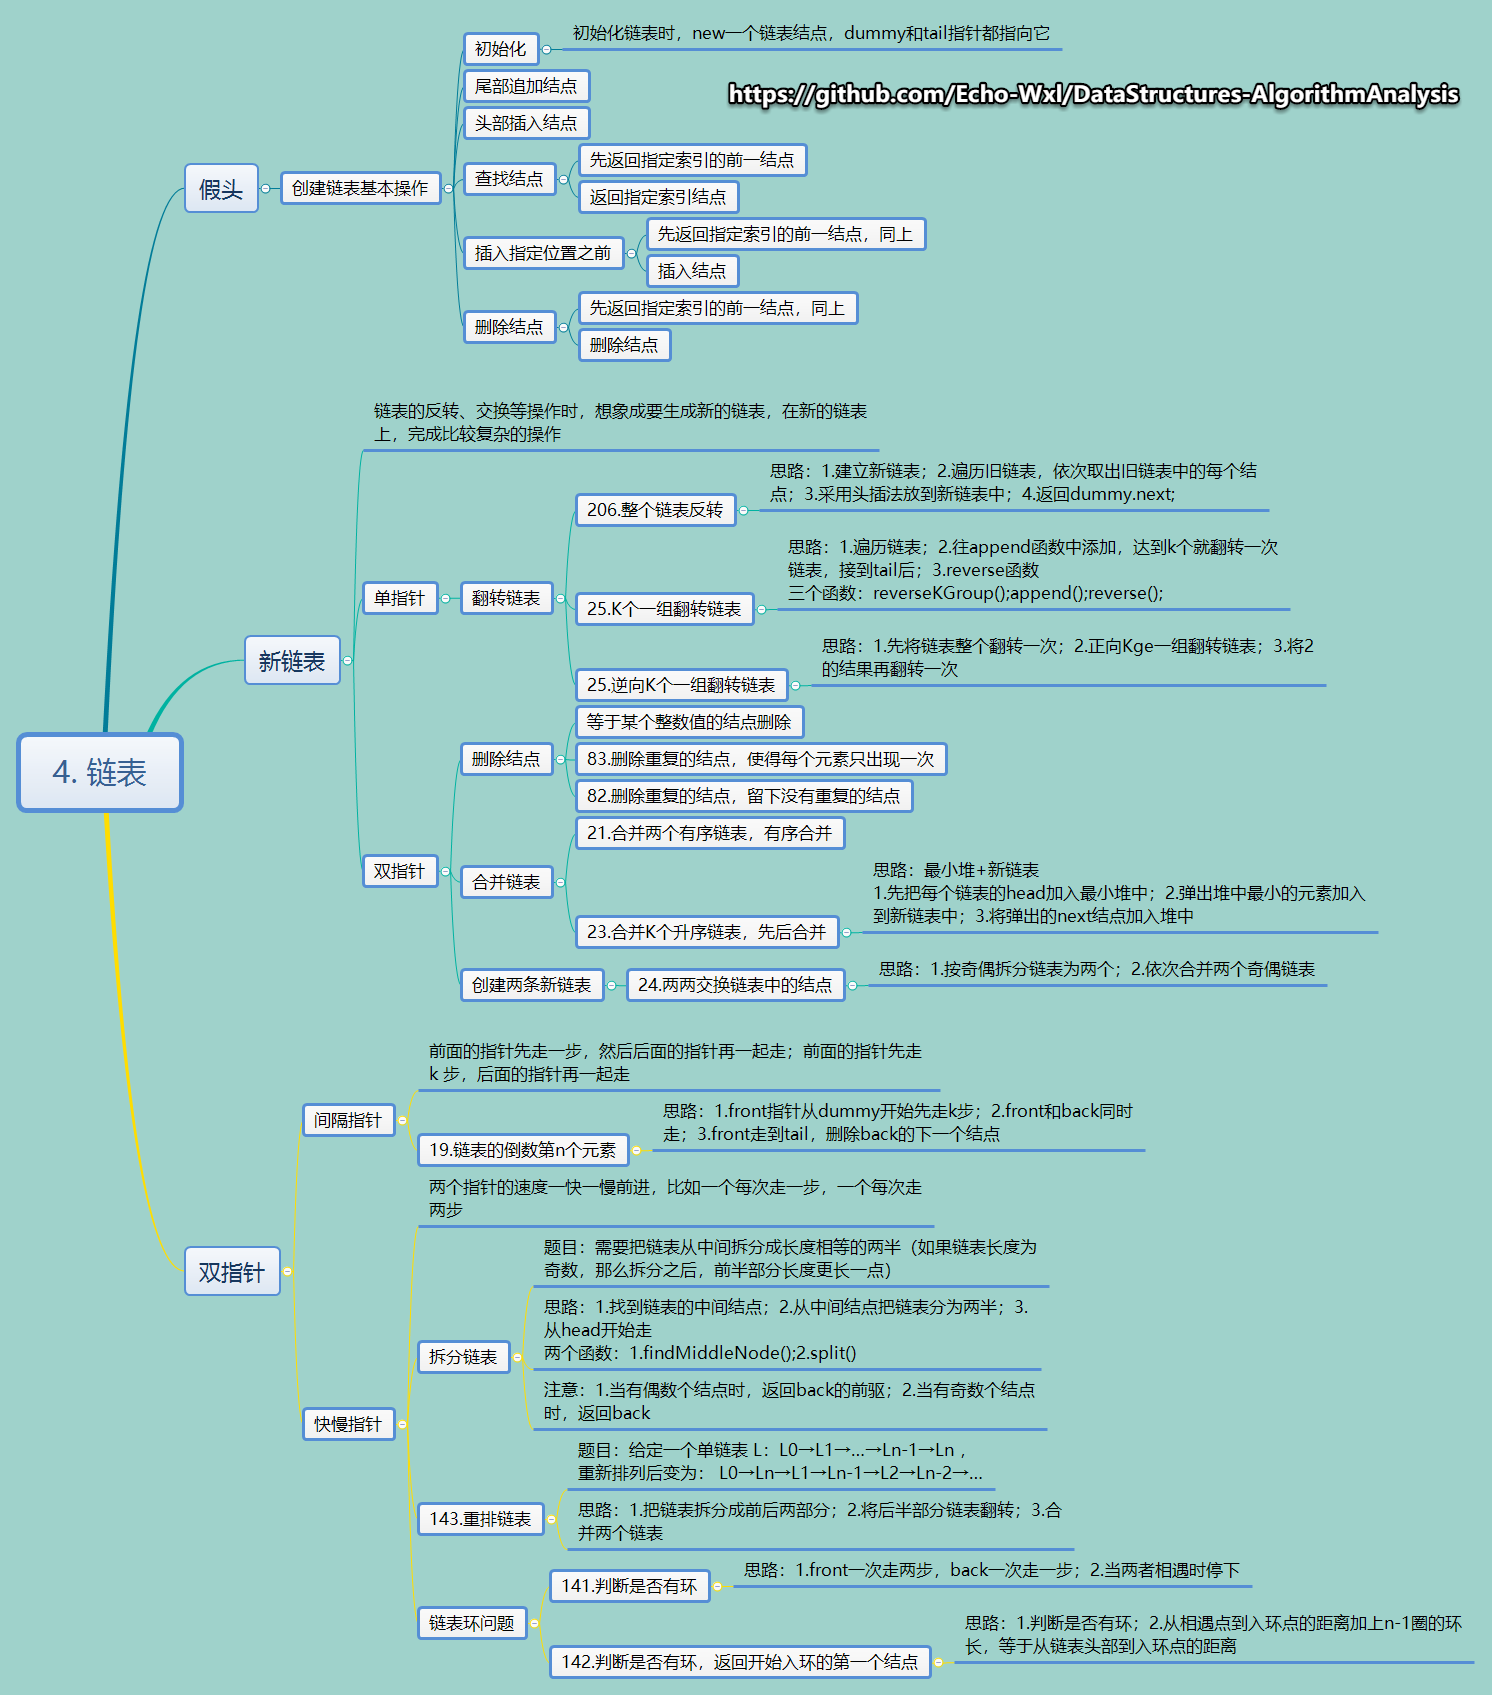 初始化链表时，new一个链表结点，dummy和tail指针都指向它
初始化
尾部追加结点
https://github.com/Echo-Wxl/DataStructures-AlgorithmAnalysis
头部插入结点
先返回指定索引的前一结点
查找结点
假头
创建链表基本操作
返回指定索引结点
先返回指定索引的前一结点，同上
插入指定位置之前
插入结点
先返回指定索引的前一结点，同上
删除结点
删除结点
链表的反转、交换等操作时，想象成要生成新的链表，在新的链表
上，完成比较复杂的操作
思路：1.建立新链表；2.遍历旧链表，依次取出旧链表中的每个结
点；3.采用头插法放到新链表中；4.返回dummy.next;
206.整个链表反转
思路：1.遍历链表；2.往append函数中添加，达到k个就翻转一次
链表，接到tail后；3.reverse函数
三个函数：reverseKGroup();append();reverse();
单指针
翻转链表
25.K个一组翻转链表
思路：1.先将链表整个翻转一次；2.正向Kge一组翻转链表；3.将2
的结果再翻转一次
新链表
25.逆向K个一组翻转链表
等于某个整数值的结点删除
删除结点
83.删除重复的结点，使得每个元素只出现一次
4. 链表
82.删除重复的结点，留下没有重复的结点
21.合并两个有序链表，有序合并
双指针
合并链表
思路：最小堆+新链表
1.先把每个链表的head加入最小堆中；2.弹出堆中最小的元素加入
到新链表中；3.将弹出的next结点加入堆中
23.合并K个升序链表，先后合并
思路：1.按奇偶拆分链表为两个；2.依次合并两个奇偶链表
创建两条新链表
24.两两交换链表中的结点
前面的指针先走一步，然后后面的指针再一起走；前面的指针先走
k 步，后面的指针再一起走
间隔指针
思路：1.front指针从dummy开始先走k步；2.front和back同时
走；3.front走到tail，删除back的下一个结点
19.链表的倒数第n个元素
两个指针的速度一快一慢前进，比如一个每次走一步，一个每次走
两步
双指针
题目：需要把链表从中间拆分成长度相等的两半（如果链表长度为
奇数，那么拆分之后，前半部分长度更长一点）
思路：1.找到链表的中间结点；2.从中间结点把链表分为两半；3.
从head开始走
两个函数：1.findMiddleNode();2.split()
拆分链表
注意：1.当有偶数个结点时，返回back的前驱；2.当有奇数个结点
时，返回back
快慢指针
题目：给定一个单链表 L：L0→L1→...→Ln-1→Ln ，
重新排列后变为： L0→Ln→L1→Ln-1→L2→Ln-2→...
143.重排链表
思路：1.把链表拆分成前后两部分；2.将后半部分链表翻转；3.合
并两个链表
思路：1.front一次走两步，back一次走一步；2.当两者相遇时停下
141.判断是否有环
链表环问题
思路：1.判断是否有环；2.从相遇点到入环点的距离加上n-1圈的环
长，等于从链表头部到入环点的距离
142.判断是否有环，返回开始入环的第一个结点